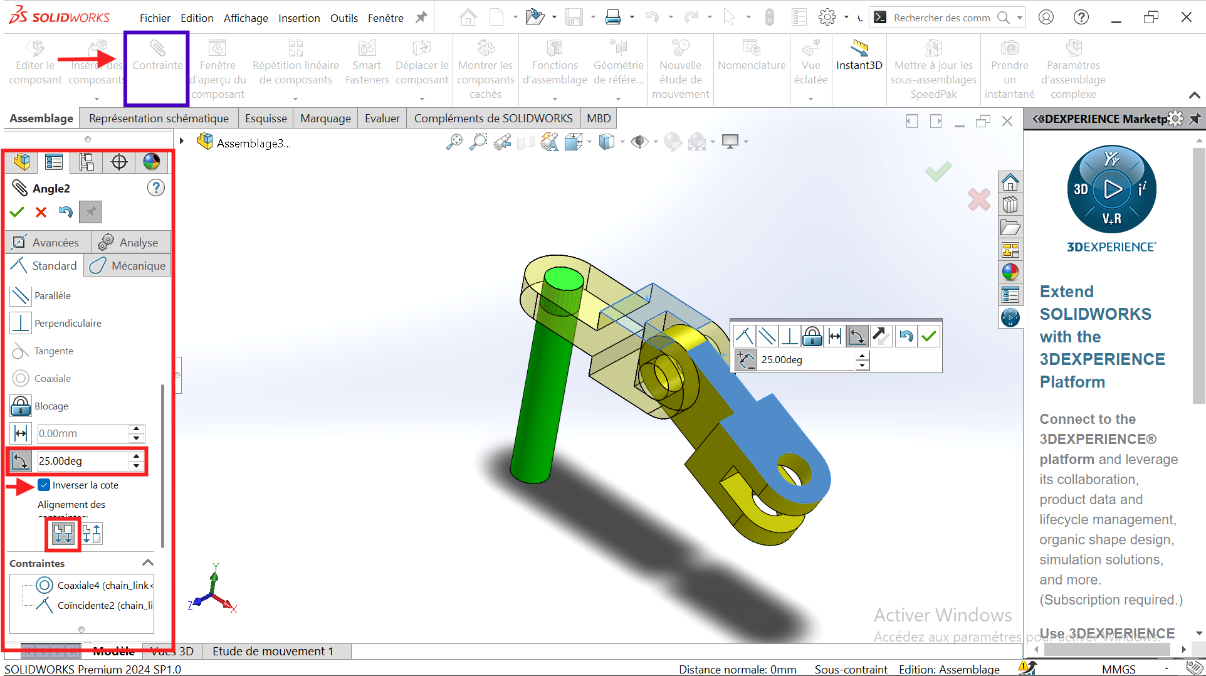 SOLIDWORKS
Fichier Edition Affichage Insertion Outils Fenêtre
Rechercher des comm
Editer le composant
Insérer des composants
Contrainte
Fenêtre d'aperçu du composant
Répétition linéaire de composants
Smart Fasteners
Déplacer le composant
Montrer les composants cachés
Fonctions d'assemblage
Géométrie de référe...
Nouvelle étude de mouvement
Nomenclature
Vue éclatée
Instant3D
Mettre à jour les sous-assemblages SpeedPak
Prendre un instantané
Paramètres d'assemblage complexe
Assemblage Représentation schématique Esquisse Marquage Evaluer Compléments de SOLIDWORKS MBD
Assemblage3...
Angle2
Avancées Analyse
Standard Mécanique
Parallèle
Perpendiculaire
Tangente
Coaxiale
Blocage
0.00mm
25.00deg
Inverser la cote
Alignement des
contraintes
Contraintes
Coaxiale4 (chain_link
Coïncidente2 (chain_li
25.00deg
X
Y
Z
3DEXPERIENCE Marketp
3D
V+R
3DEXPERIENCE
Extend
SOLIDWORKS
with the
3DEXPERIENCE
Platform
Connect to the
3DEXPERIENCE®
platform and leverage
its collaboration,
product data and
lifecycle management,
organic shape design,
simulation solutions,
and more.
(Subscription required.)
Use 3DEXPERIENCE
Activer Windows
Accédez aux paramètres pour activer Windows.
Modèle Vues 3D Etude de mouvement 1
SOLIDWORKS Premium 2024 SP1.0
Distance normale: 0mm Sous-contraint Edition: Assemblage MMGS